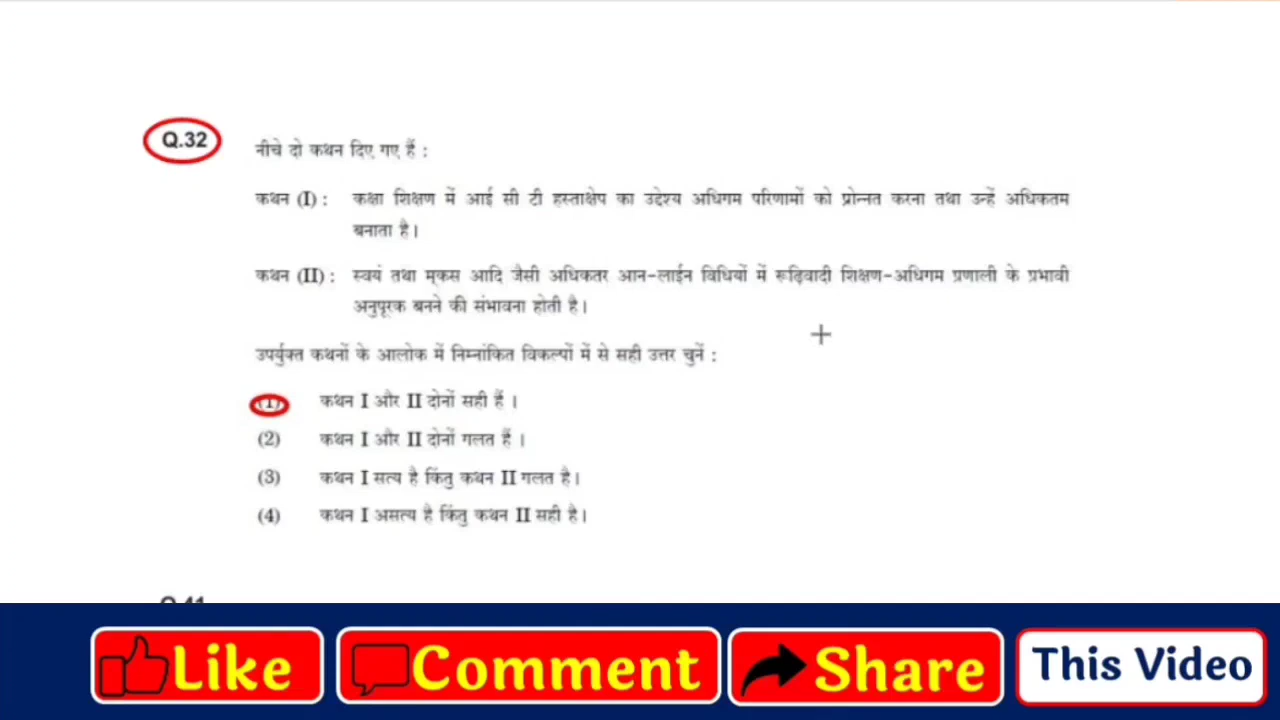 Q.32
नीचे दो कथन दिए गए हैं :
कथन (I) : कक्षा शिक्षण में आई सी टी हस्ताक्षेप का उद्देश्य अधिगम परिणामों को प्रोन्नत करना तथा उन्हें अधिकतम
बनाता है।
कथन (II) : स्वयं तथा मूकस आदि जैसी अधिकतर आन-लाईन विधियों में रूढ़िवादी शिक्षण-अधिगम प्रणाली के प्रभावी
अनुपूरक बनने की संभावना होती है।
उपर्युक्त कथनों के आलोक में निम्नांकित विकल्पों में से सही उत्तर चुनें :
(1) कथन I और II दोनों सही हैं ।
(2) कथन I और II दोनों गलत हैं ।
(3) कथन I सत्य है किंतु कथन II गलत है।
(4) कथन I असत्य है किंतु कथन II सही है।
Q.41
Like Comment Share This Video